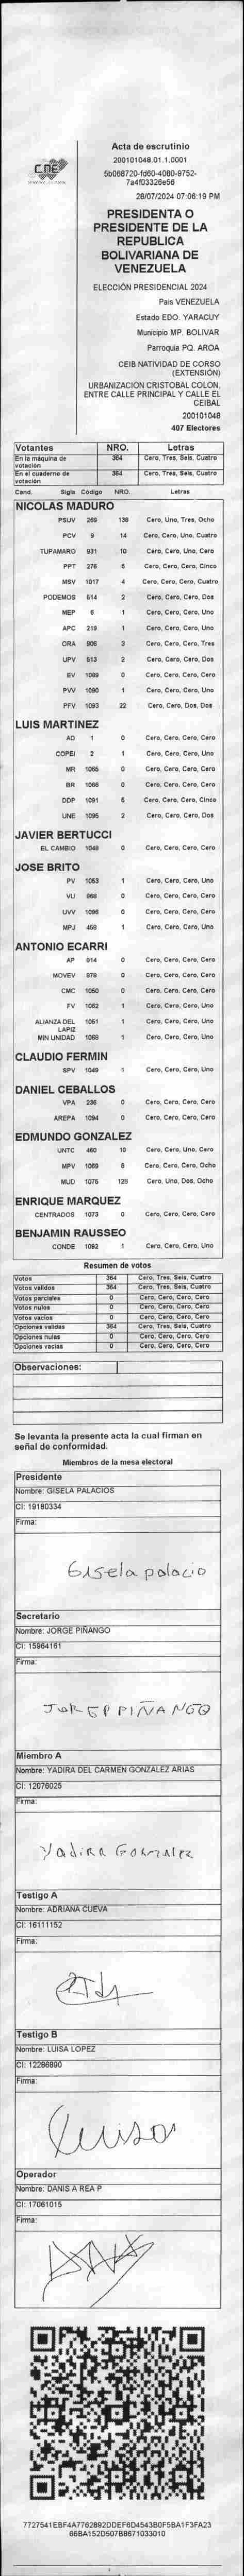 CNE
Acta de escrutinio
200101048.01.1.0001
5b068720-fd60-4080-9752-
7a4f03326e56
28/07/2024 07:06:19 PM
PRESIDENTA O
PRESIDENTE DE LA
REPUBLICA
BOLIVARIANA DE
VENEZUELA
ELECCIÓN PRESIDENCIAL 2024
Pais VENEZUELA
Estado EDO. YARACUY
Municipio MP. BOLIVAR
Parroquia PQ. AROA
CEIB NATIVIDAD DE CORSO
(EXTENSIÓN)
URBANIZACIÓN CRISTOBAL COLON,
ENTRE CALLE PRINCIPAL Y CALLE EL
CEIBAL
200101048
407 Electores
Votantes NRO. Letras
En la máquina de votación 364 Cero, Tres, Seis, Cuatro
En el cuaderno de votación 364 Cero, Tres, Seis, Cuatro
Cand. Sigla Código NRO. Letras
NICOLAS MADURO
PSUV 269 138 Cero, Uno, Tres, Ocho
PCV 9 14 Cero, Cero, Uno, Cuatro
TUPAMARO 931 10 Cero, Cero, Uno, Cero
PPT 276 5 Cero, Cero, Cero, Cinco
MSV 1017 4 Cero, Cero, Cero, Cuatro
PODEMOS 614 2 Cero, Cero, Cero, Dos
MEP 6 1 Cero, Cero, Cero, Uno
APC 219 1 Cero, Cero, Cero, Uno
ORA 906 3 Cero, Cero, Cero, Tres
UPV 613 2 Cero, Cero, Cero, Dos
EV 1089 0 Cero, Cero, Cero, Cero
PVV 1090 1 Cero, Cero, Cero, Uno
PFV 1093 22 Cero, Cero, Dos, Dos
LUIS MARTINEZ
AD 1 0 Cero, Cero, Cero, Cero
COPEI 2 1 Cero, Cero, Cero, Uno
MR 1065 0 Cero, Cero, Cero, Cero
BR 1066 0 Cero, Cero, Cero, Cero
DDP 1091 5 Cero, Cero, Cero, Cinco
UNE 1095 2 Cero, Cero, Cero, Dos
JAVIER BERTUCCI
EL CAMBIO 1048 0 Cero, Cero, Cero, Cero
JOSE BRITO
PV 1053 1 Cero, Cero, Cero, Uno
VU 868 0 Cero, Cero, Cero, Cero
UVV 1096 0 Cero, Cero, Cero, Cero
MPJ 458 1 Cero, Cero, Cero, Uno
ANTONIO ECARRI
AP 914 0 Cero, Cero, Cero, Cero
MOVEV 979 0 Cero, Cero, Cero, Cero
CMC 1050 0 Cero, Cero, Cero, Cero
FV 1062 1 Cero, Cero, Cero, Uno
ALIANZA DEL LAPIZ 1051 1 Cero, Cero, Cero, Uno
MIN UNIDAD 1068 1 Cero, Cero, Cero, Uno
CLAUDIO FERMIN
SPV 1049 1 Cero, Cero, Cero, Uno
DANIEL CEBALLOS
VPA 236 0 Cero, Cero, Cero, Cero
AREPA 1094 0 Cero, Cero, Cero, Cero
EDMUNDO GONZALEZ
UNTC 460 10 Cero, Cero, Uno, Cero
MPV 1069 8 Cero, Cero, Cero, Ocho
MUD 1075 128 Cero, Uno, Dos, Ocho
ENRIQUE MARQUEZ
CENTRADOS 1073 0 Cero, Cero, Cero, Cero
BENJAMIN RAUSSEO
CONDE 1092 1 Cero, Cero, Cero, Uno
Resumen de votos
Votos 364 Cero, Tres, Seis, Cuatro
Votos validos 364 Cero, Tres, Seis, Cuatro
Votos parciales 0 Cero, Cero, Cero, Cero
Votos nulos 0 Cero, Cero, Cero, Cero
Votos vacios 0 Cero, Cero, Cero, Cero
Opciones validas 364 Cero, Tres, Seis, Cuatro
Opciones nulas 0 Cero, Cero, Cero, Cero
Opciones vacias 0 Cero, Cero, Cero, Cero
Observaciones:
Se levanta la presente acta la cual firman en
señal de conformidad.
Miembros de la mesa electoral
Presidente
Nombre: GISELA PALACIOS
CI: 19180334
Firma:
Gisela palacio
Secretario
Nombre: JORGE PIÑANGO
CI: 15964161
Firma:
JORGE P PIÑANGO
Miembro A
Nombre: YADIRA DEL CARMEN GONZALEZ ARIAS
CI: 12076025
Firma:
Yadira Gonzalez
Testigo A
Nombre: ADRIANA CUEVA
CI: 16111152
Firma:
Testigo B
Nombre: LUISA LOPEZ
CI: 12286890
Firma:
Luisa
Operador
Nombre: DANIS A REA P
CI: 17061015
Firma:
7727541EBF4A7762892DDEF6D4543B0F5BA1F3FA23
66BA152D507B8671033010